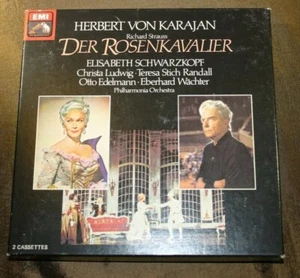 EMI
HERBERT VON KARAJAN
Richard Strauss
DER ROSENKAVALIER
ELISABETH SCHWARZKOPF
Christa Ludwig · Teresa Stich Randall
Otto Edelmann · Eberhard Wächter
Philharmonia Orchestra
2 CASSETTES